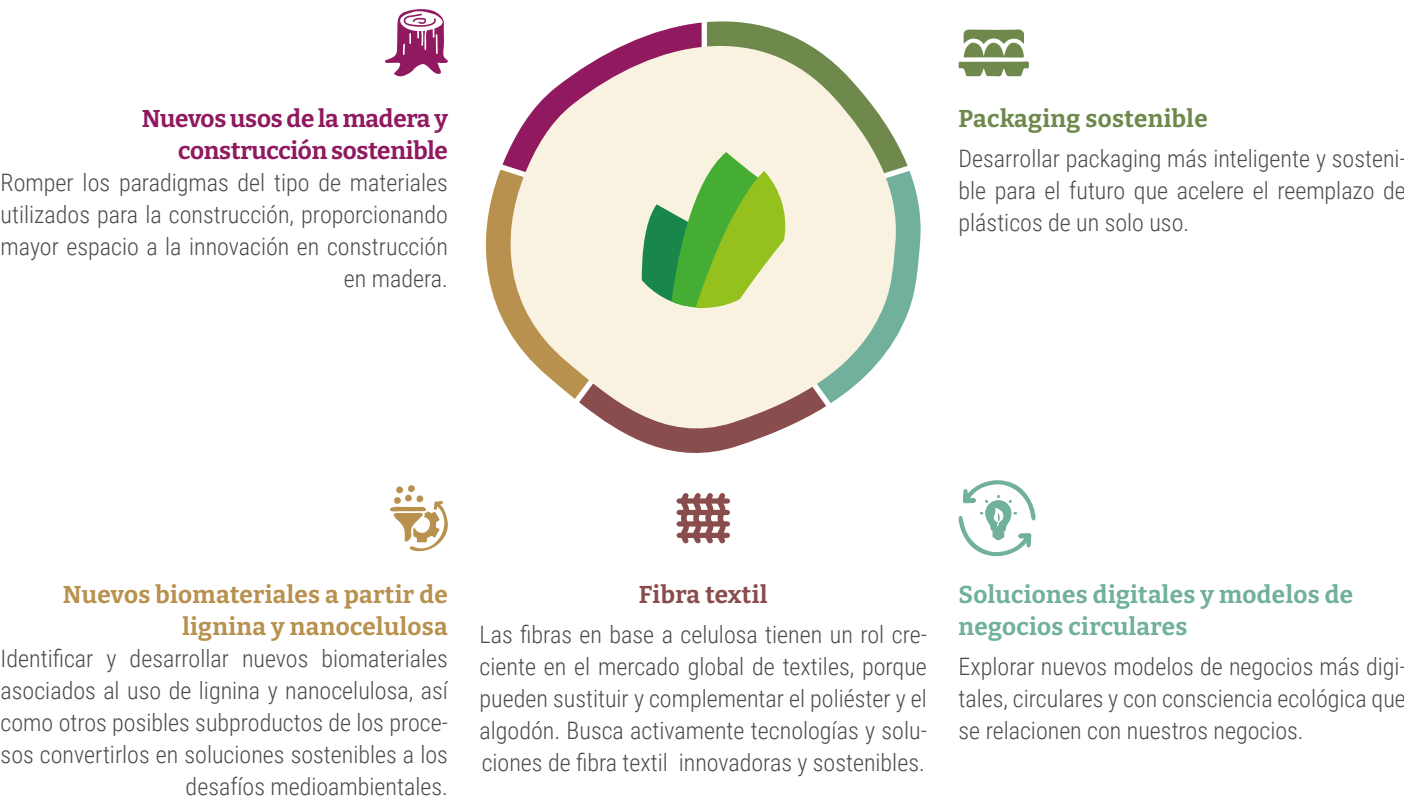 Nuevos usos de la madera y
construcción sostenible
Romper los paradigmas del tipo de materiales
utilizados para la construcción, proporcionando
mayor espacio a la innovación en construcción
en madera.
Packaging sostenible
Desarrollar packaging más inteligente y sosteni-
ble para el futuro que acelere el reemplazo de
plásticos de un solo uso.
Nuevos biomateriales a partir de
lignina y nanocelulosa
Identificar y desarrollar nuevos biomateriales
asociados al uso de lignina y nanocelulosa, así
como otros posibles subproductos de los proce-
sos convertirlos en soluciones sostenibles a los
desafíos medioambientales.
Fibra textil
Las fibras en base a celulosa tienen un rol cre-
ciente en el mercado global de textiles, porque
pueden sustituir y complementar el poliéster y el
algodón. Busca activamente tecnologías y solu-
ciones de fibra textil  innovadoras y sostenibles.
Soluciones digitales y modelos de
negocios circulares
Explorar nuevos modelos de negocios más digi-
tales, circulares y con consciencia ecológica que
se relacionen con nuestros negocios.